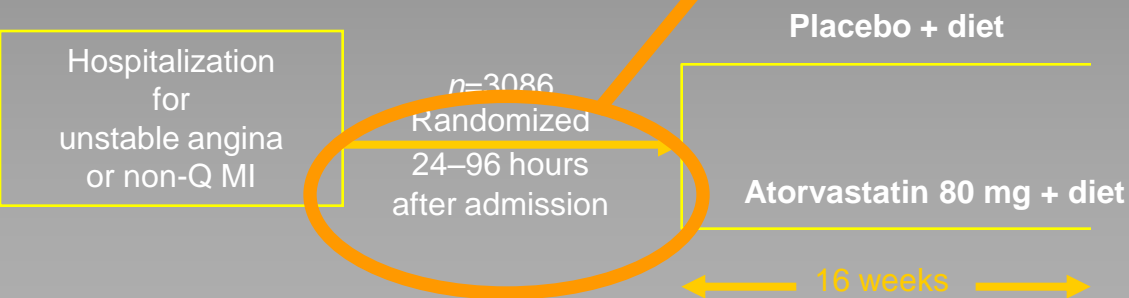 Placebo + diet
Hospitalization
for
unstable angina
or non-Q MI
n=3086
Randomized
24–96 hours
after admission
Atorvastatin 80 mg + diet
16 weeks